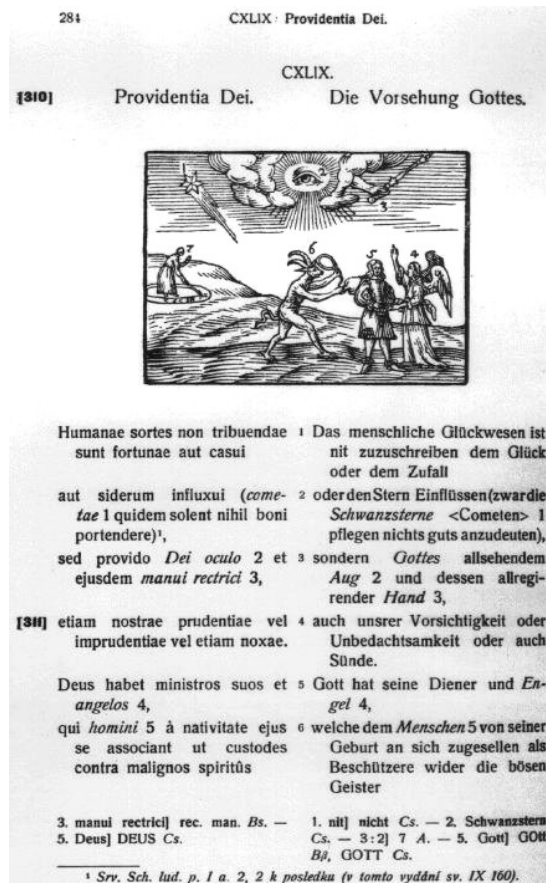 284
CXLIX · Providentia Dei.
CXLIX.
[310] Providentia Dei. Die Vorsehung Gottes.
2
3
7
6
5
4
Humanae sortes non tribuendae
sunt fortunae aut casui
aut siderum influxui (come-
tae 1 quidem solent nihil boni
portendere)¹,
sed provido Dei oculo 2 et
ejusdem manui rectrici 3,
[311] etiam nostrae prudentiae vel
imprudentiae vel etiam noxae.
Deus habet ministros suos et
angelos 4,
qui homini 5 à nativitate ejus
se associant ut custodes
contra malignos spiritûs
1 Das menschliche Glückwesen ist
nit zuzuschreiben dem Glück
oder dem Zufall
2 oder den Stern Einflüssen (zwar die
Schwanzsterne <Cometen> 1
pflegen nichts guts anzudeuten),
3 sondern Gottes allsehendem
Aug 2 und dessen allregi-
render Hand 3,
4 auch unsrer Vorsichtigkeit oder
Unbedachtsamkeit oder auch
Sünde.
5 Gott hat seine Diener und En-
gel 4,
6 welche dem Menschen 5 von seiner
Geburt an sich zugesellen als
Beschützere wider die bösen
Geister
3. manui rectrici] rec. man. Bs. —
5. Deus] DEUS Cs.
1. nit] nicht Cs. — 2. Schwanzstern
Cs. — 3:2] 7 A. — 5. Gott] GOtt
Bβ, GOTT Cs.
¹ Srv. Sch. lud. p. I a. 2, 2 k posledku (v tomto vydání sv. IX 160).